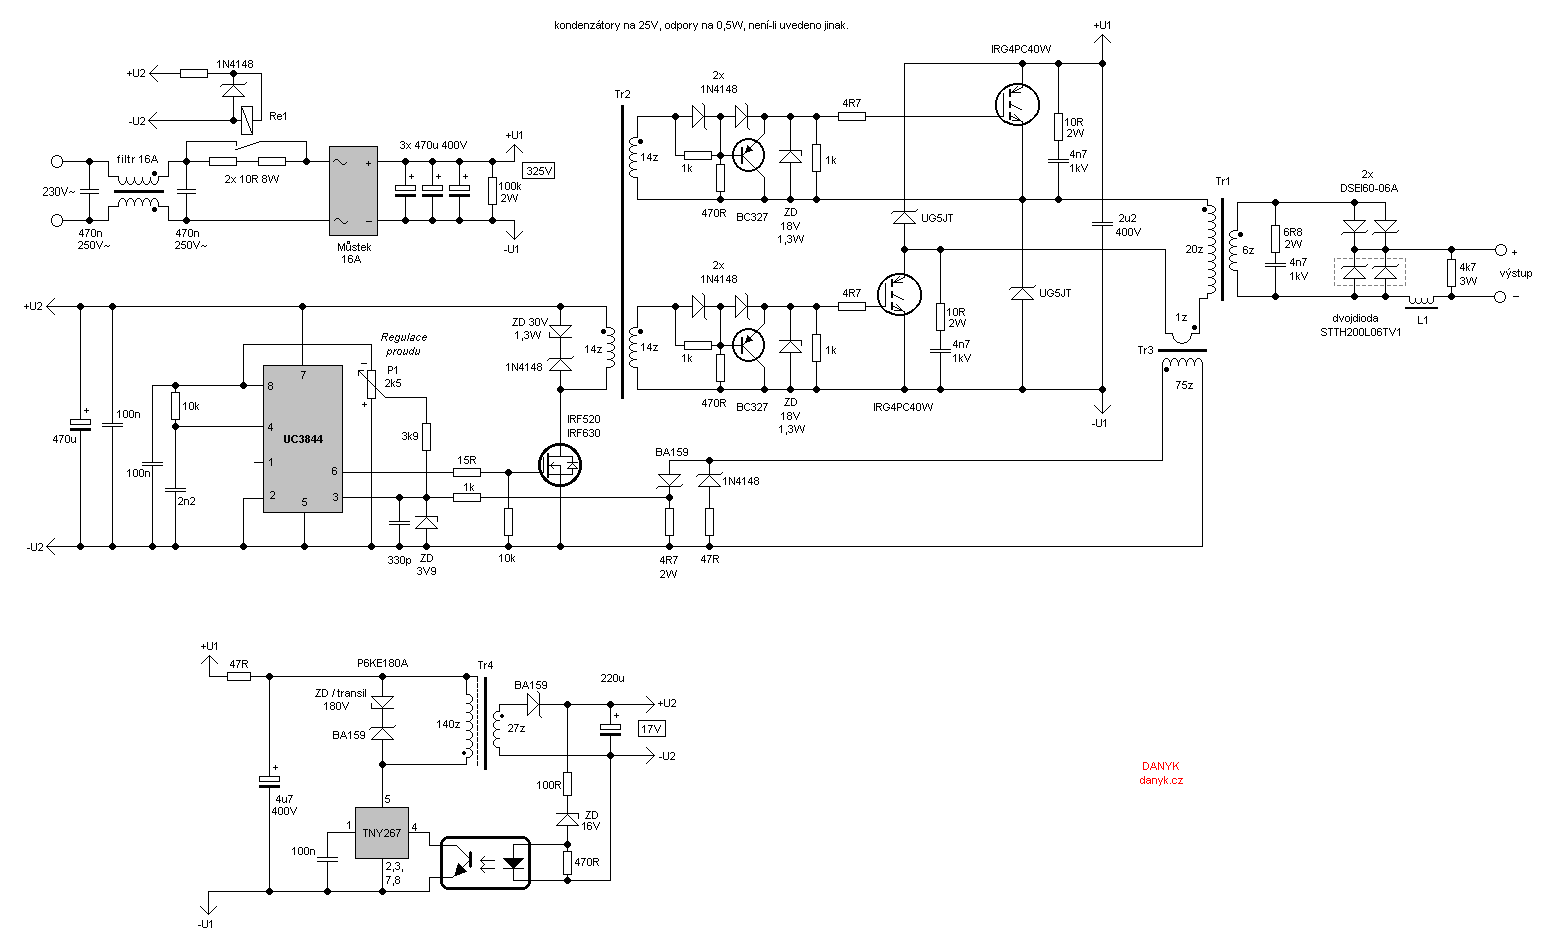 kondenzátory na 25V, odpory na 0,5W, není-li uvedeno jinak.
+U1
IRG4PC40W
+U2
1N4148
-U2
Re1
2x
1N4148
Tr2
4R7
10R
2W
4n7
1kV
14z
1k
1k
470R
BC327
ZD
18V
1,3W
filtr 16A
230V~
2x 10R 8W
470n
250V~
470n
250V~
Můstek
16A
+
−
3x 470u 400V
+
+
+
+U1
325V
100k
2W
-U1
UG5JT
2u2
400V
Tr1
20z
6z
2x
DSEI60-06A
6R8
2W
4n7
1kV
4k7
3W
+
výstup
−
dvojdioda
STTH200L06TV1
L1
2x
1N4148
4R7
10R
2W
4n7
1kV
UG5JT
14z
14z
1k
1k
470R
BC327
ZD
18V
1,3W
IRG4PC40W
-U1
1z
Tr3
75z
+U2
ZD 30V
1,3W
1N4148
Regulace
proudu
−
P1
2k5
+
7
8
4
1
2
6
3
5
UC3844
10k
+
470u
100n
100n
2n2
3k9
15R
1k
IRF520
IRF630
BA159
1N4148
-U2
330p
ZD
3V9
10k
4R7
2W
47R
+U1
47R
P6KE180A
ZD / transil
180V
BA159
Tr4
140z
27z
BA159
220u
+
+U2
17V
-U2
+
4u7
400V
100R
ZD
16V
5
1
TNY267
4
100n
2,3,
7,8
470R
-U1
DANYK
danyk.cz